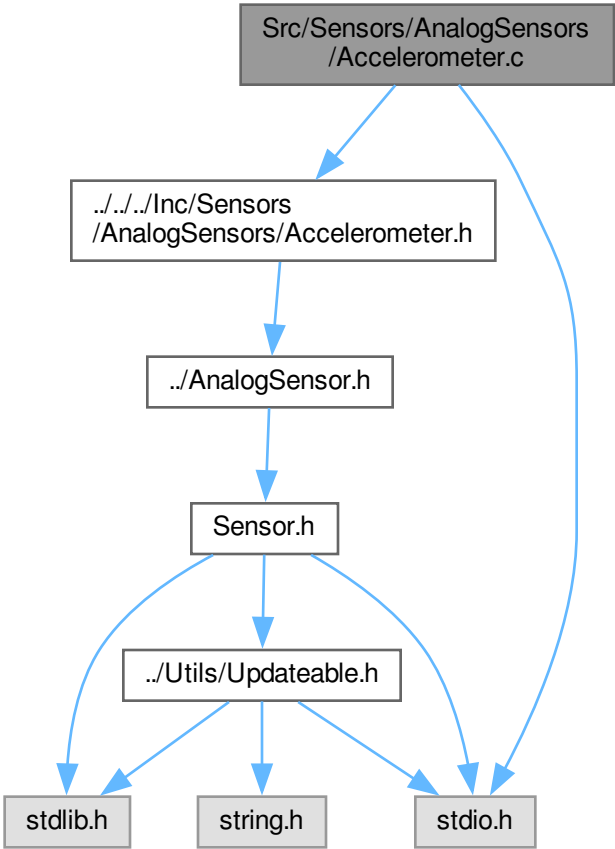 Src/Sensors/AnalogSensors
/Accelerometer.c
../../../Inc/Sensors
/AnalogSensors/Accelerometer.h
../AnalogSensor.h
Sensor.h
../Utils/Updateable.h
stdlib.h
string.h
stdio.h